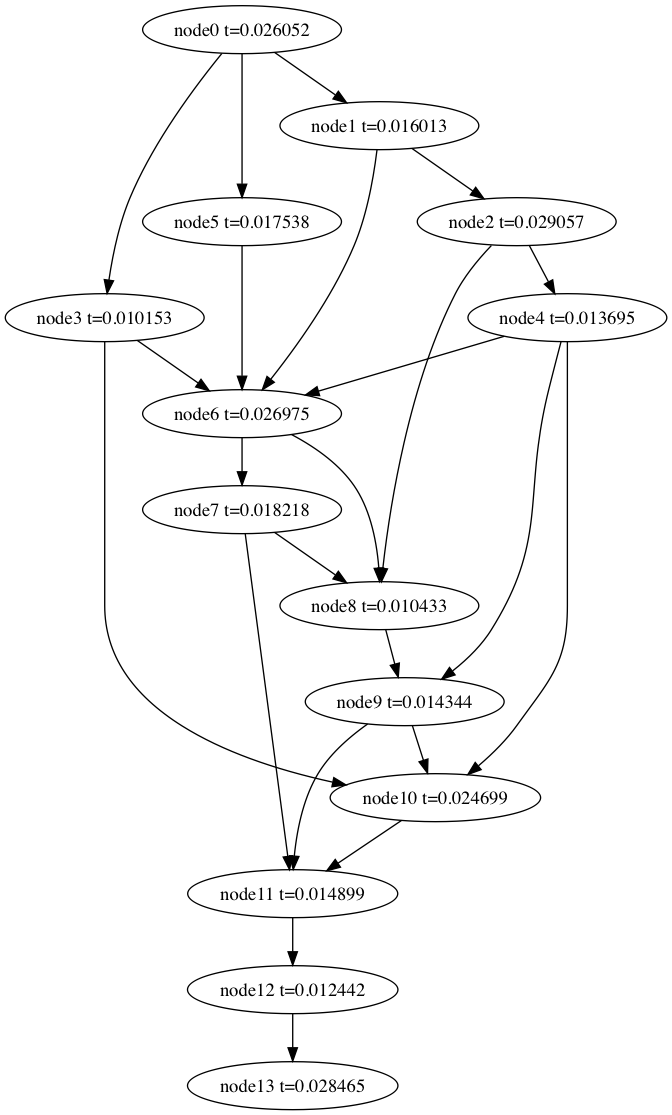 node0 t=0.026052
node1 t=0.016013
node5 t=0.017538
node2 t=0.029057
node3 t=0.010153
node4 t=0.013695
node6 t=0.026975
node7 t=0.018218
node8 t=0.010433
node9 t=0.014344
node10 t=0.024699
node11 t=0.014899
node12 t=0.012442
node13 t=0.028465